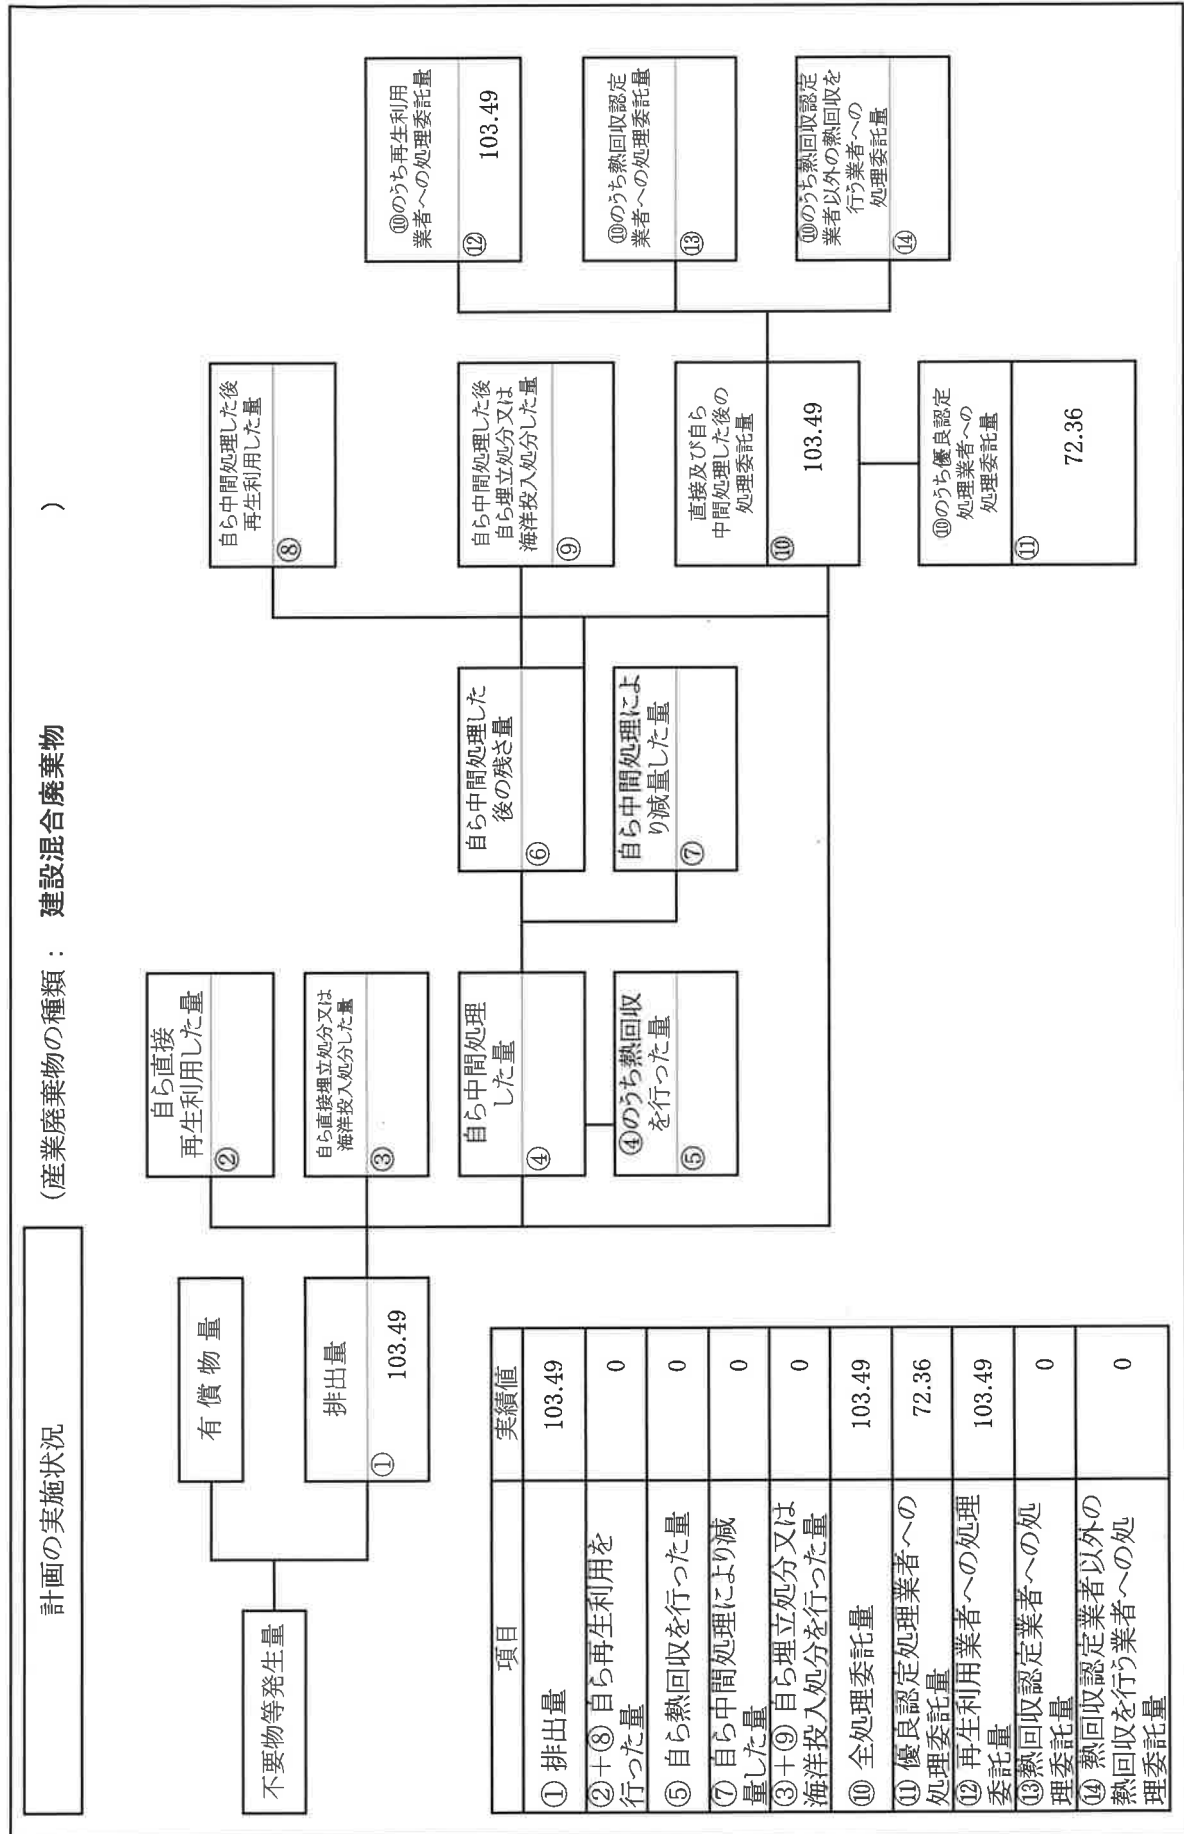 計画の実施状況
(産業廃棄物の種類： 建設混合廃棄物 )
不要物等発生量
有 償 物 量
排出量
① 103.49
自ら直接
再生利用した量
②
自ら直接埋立処分又は
海洋投入処分した量
③
自ら中間処理
した量
④
④のうち熱回収
を行った量
⑤
自ら中間処理した
後の残さ量
⑥
自ら中間処理によ
り減量した量
⑦
自ら中間処理した後
再生利用した量
⑧
自ら中間処理した後
自ら埋立処分又は
海洋投入処分した量
⑨
直接及び自ら
中間処理した後の
処理委託量
⑩ 103.49
⑩のうち優良認定
処理業者への
処理委託量
⑪ 72.36
⑩のうち再生利用
業者への処理委託量
⑫ 103.49
⑩のうち熱回収認定
業者への処理委託量
⑬
⑩のうち熱回収認定
業者以外の熱回収を
行う業者への
処理委託量
⑭
項目 実績値
① 排出量 103.49
②＋⑧ 自ら再生利用を
行った量 0
⑤ 自ら熱回収を行った量 0
⑦ 自ら中間処理により減
量した量 0
③＋⑨ 自ら埋立処分又は
海洋投入処分を行った量 0
⑩ 全処理委託量 103.49
⑪ 優良認定処理業者への
処理委託量 72.36
⑫ 再生利用業者への処理
委託量 103.49
⑬熱回収認定業者への処
理委託量 0
⑭ 熱回収認定業者以外の
熱回収を行う業者への処
理委託量 0